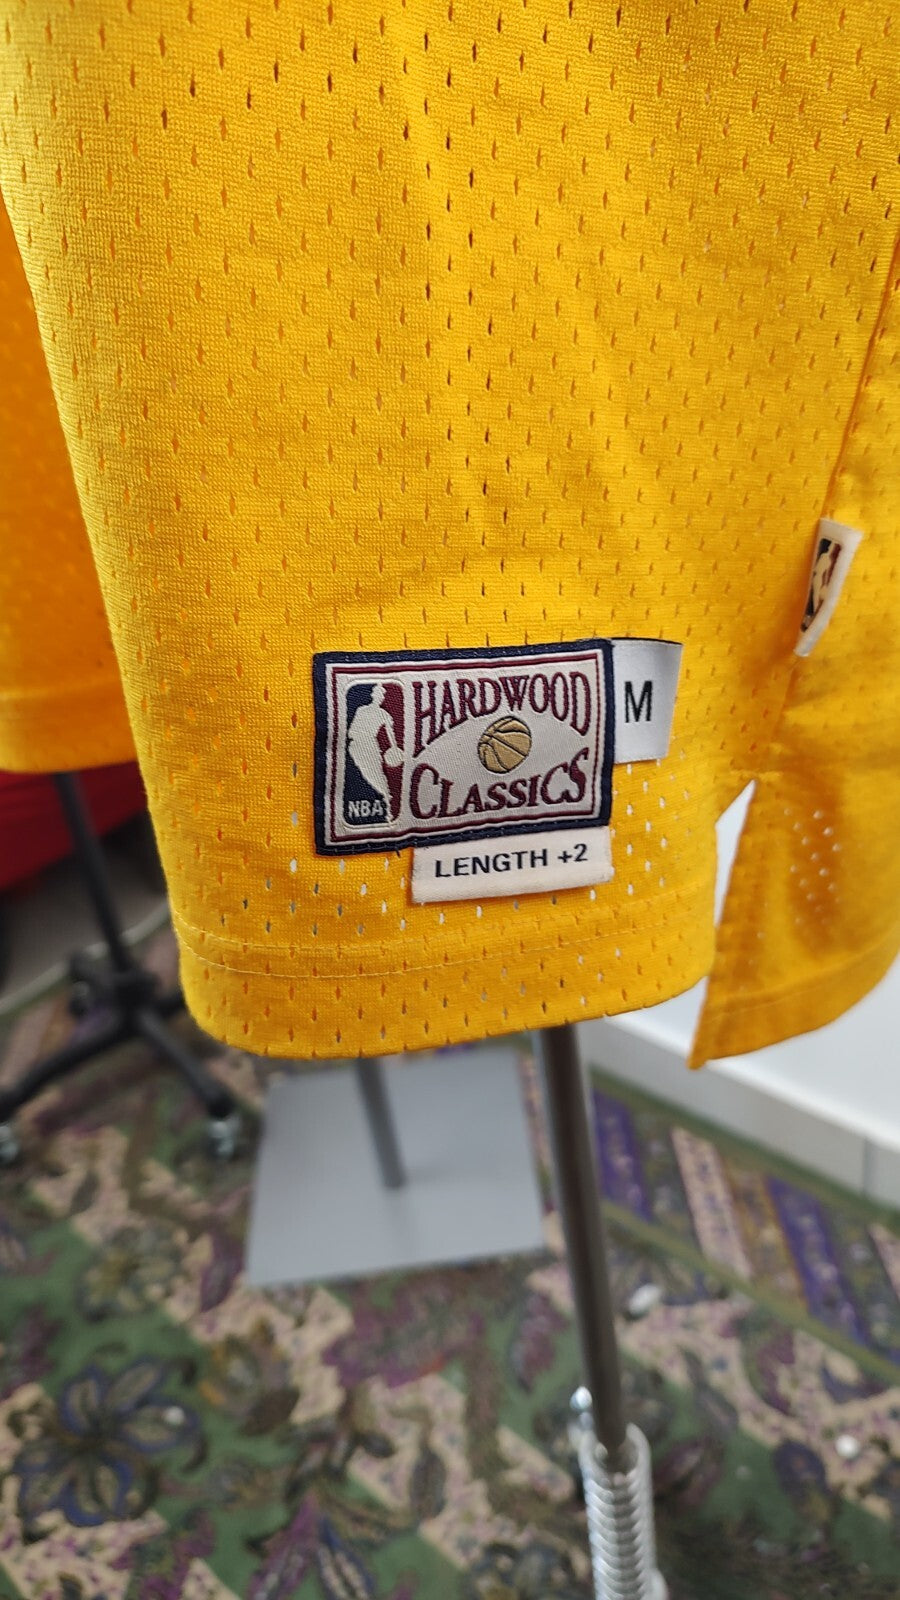 HARDWOOD
CLASSICS
NBA
M
LENGTH +2